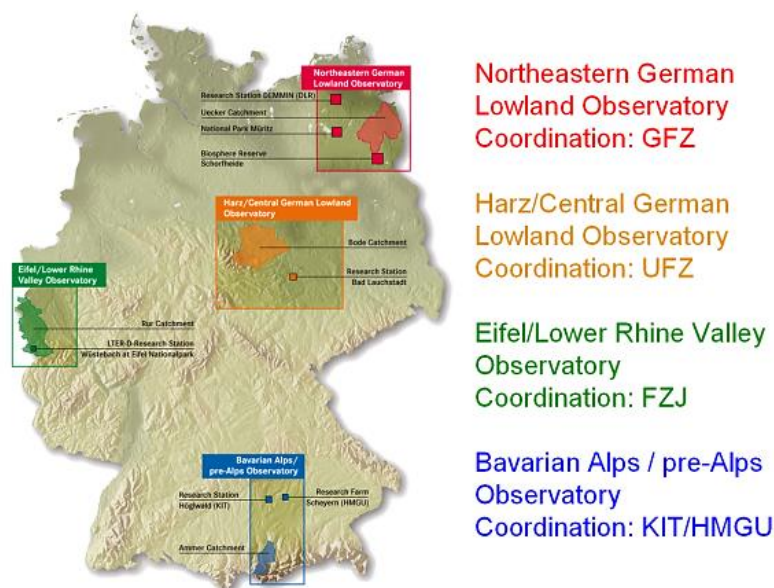 Northeastern German
Lowland Observatory
Research Station DEMMIN (DLR)
Uecker Catchment
National Park Müritz
Biosphere Reserve
Schorfheide
Harz/Central German Lowland
Observatory
Bode Catchment
Research Station
Bad Lauchstädt
Eifel/Lower Rhine
Valley Observatory
Rur Catchment
LTER-D-Research Station
Wüstebach at Eifel Nationalpark
Bavarian Alps/
pre-Alps Observatory
Research Station
Höglwald (KIT)
Research Farm
Scheyern (HMGU)
Ammer Catchment
Northeastern German
Lowland Observatory
Coordination: GFZ
Harz/Central German
Lowland Observatory
Coordination: UFZ
Eifel/Lower Rhine Valley
Observatory
Coordination: FZJ
Bavarian Alps / pre-Alps
Observatory
Coordination: KIT/HMGU